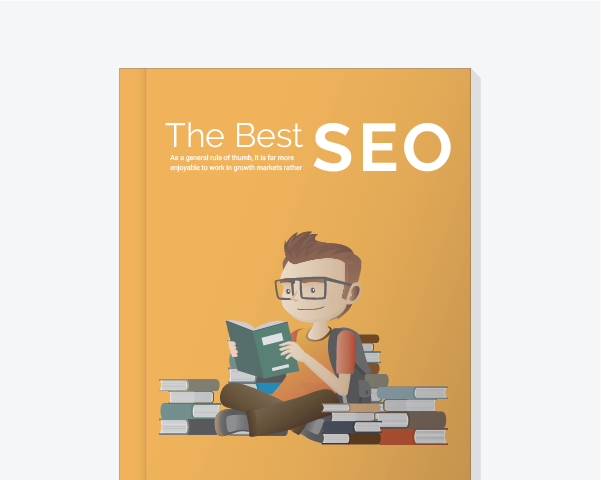 The Best SEO
As a general rule of thumb, it is far more
enjoyable to work in growth markets rather